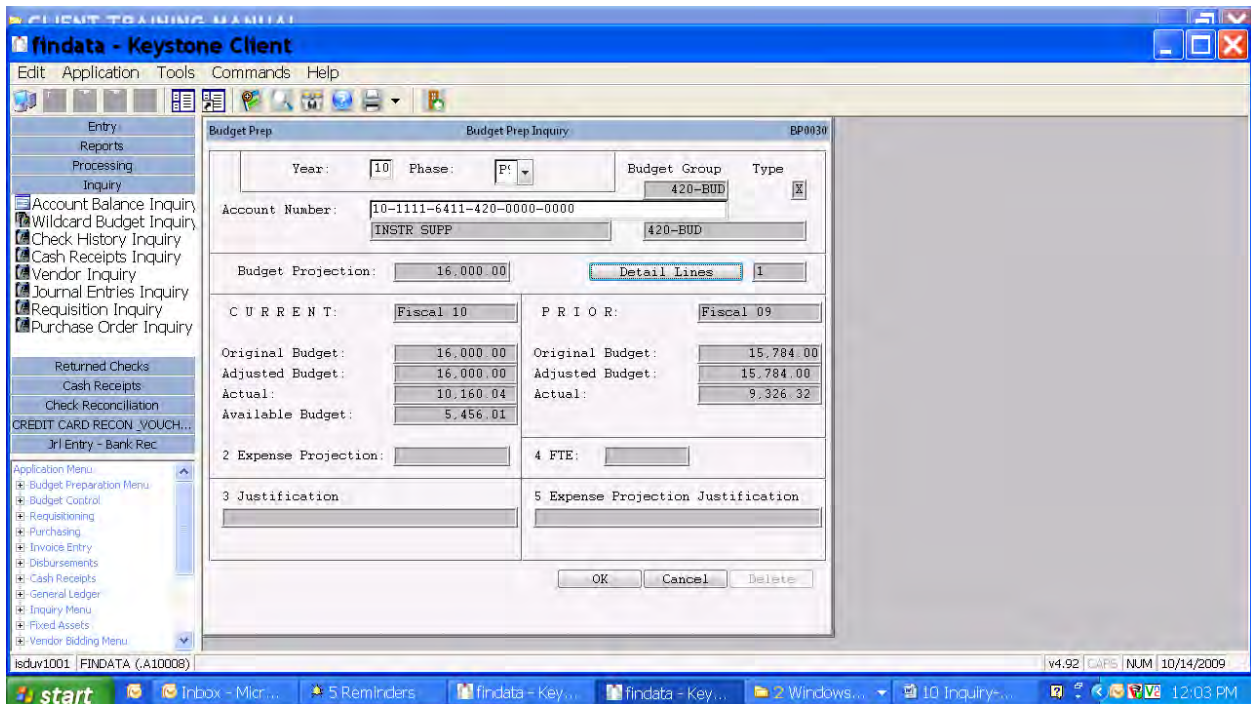 CLIENT TRAINING MANUAL
findata - Keystone Client
Edit Application Tools Commands Help
Entry
Reports
Processing
Inquiry
Account Balance Inquiry
Wildcard Budget Inquiry
Check History Inquiry
Cash Receipts Inquiry
Vendor Inquiry
Journal Entries Inquiry
Requisition Inquiry
Purchase Order Inquiry
Returned Checks
Cash Receipts
Check Reconciliation
CREDIT CARD RECON _VOUCH...
Jrl Entry - Bank Rec
Application Menu
Budget Preparation Menu
Budget Control
Requisitioning
Purchasing
Invoice Entry
Disbursements
Cash Receipts
General Ledger
Inquiry Menu
Fixed Assets
Vendor Bidding Menu
Budget Prep Budget Prep Inquiry BP0030
Year: 10 Phase: P9 Budget Group Type
420-BUD X
Account Number: 10-1111-6411-420-0000-0000
INSTR SUPP 420-BUD
Budget Projection: 16,000.00 Detail Lines 1
C U R R E N T: Fiscal 10 P R I O R: Fiscal 09
Original Budget: 16,000.00 Original Budget: 15,784.00
Adjusted Budget: 16,000.00 Adjusted Budget: 15,784.00
Actual: 10,160.04 Actual: 9,326.32
Available Budget: 5,456.01
2 Expense Projection: 4 FTE:
3 Justification 5 Expense Projection Justification
OK Cancel Delete
isduv1001 FINDATA (.A10008) v4.92 CAPS NUM 10/14/2009
start Inbox - Micr... 5 Reminders findata - Key... findata - Key... 2 Windows... 10 Inquiry-... V2 12:03 PM